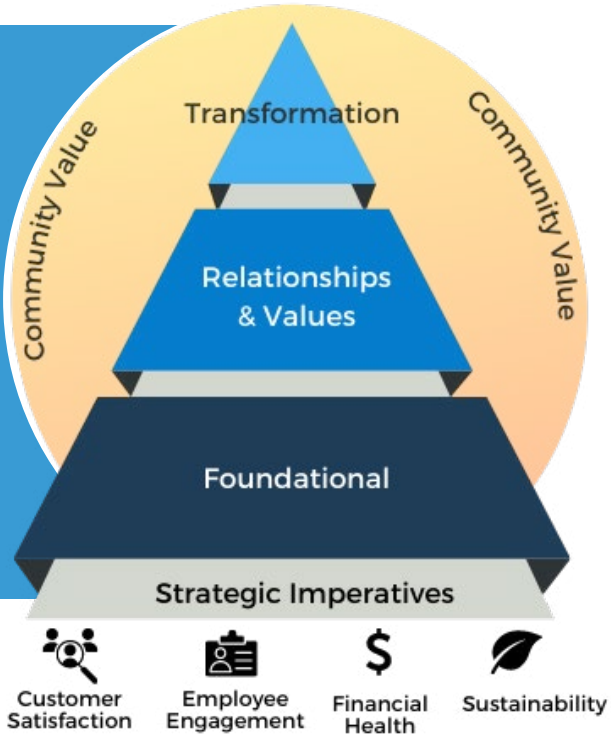 Transformation
Community Value
Community Value
Relationships
& Values
Foundational
Strategic Imperatives
Customer
Satisfaction
Employee
Engagement
$
Financial
Health
Sustainability